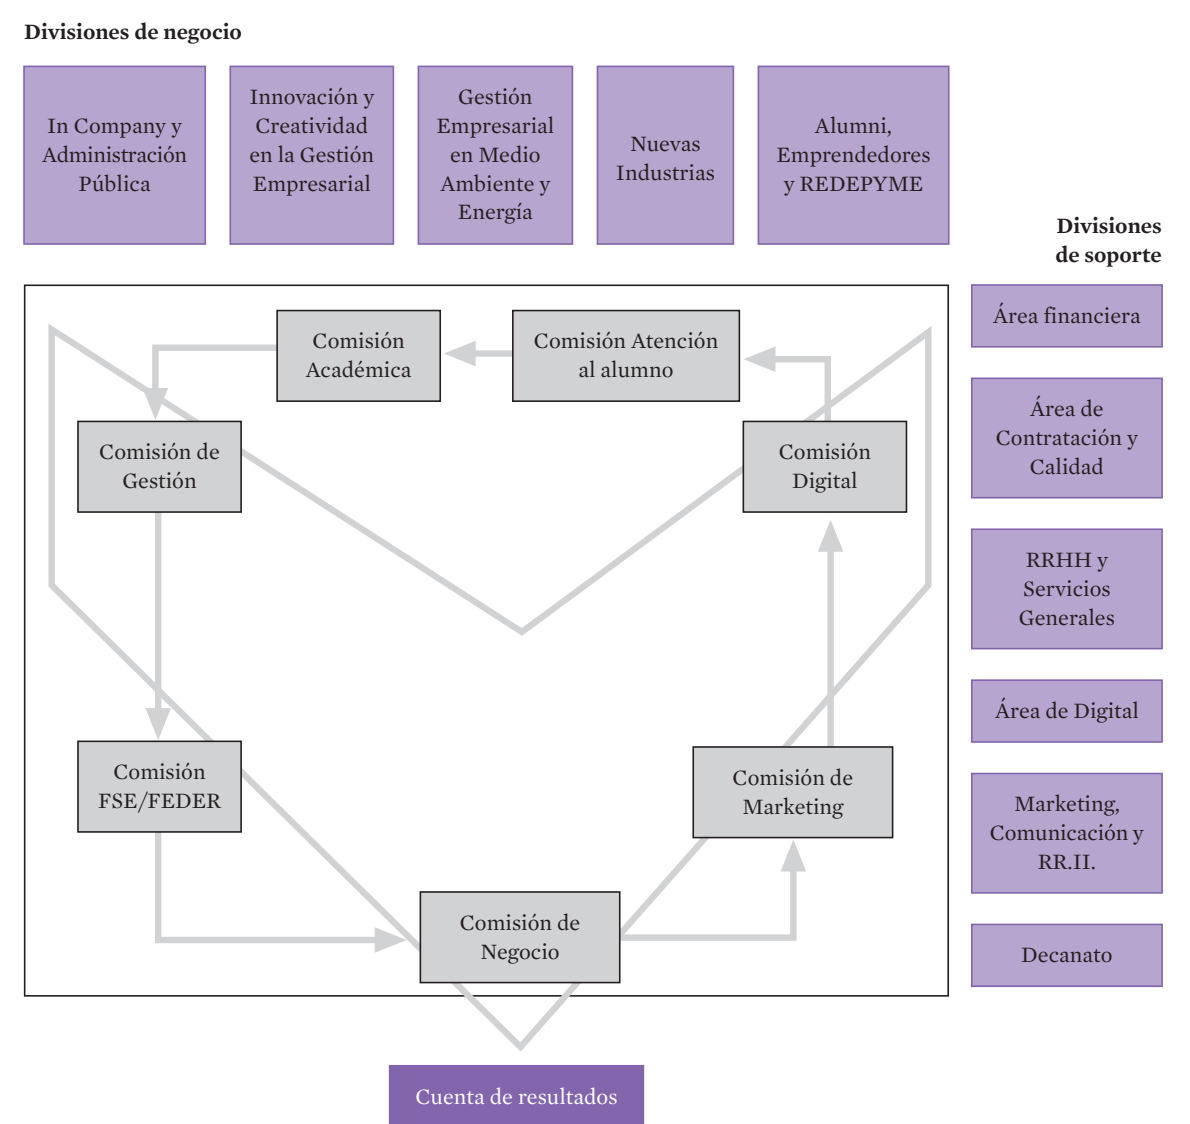 Divisiones de negocio
In Company y
Administración
Pública
Innovación y
Creatividad
en la Gestión
Empresarial
Gestión
Empresarial
en Medio
Ambiente y
Energía
Nuevas
Industrias
Alumni,
Emprendedores
y REDEPYME
Divisiones
de soporte
Área financiera
Área de
Contratación y
Calidad
RRHH y
Servicios
Generales
Área de Digital
Marketing,
Comunicación y
RR.II.
Decanato
Comisión
Académica
Comisión Atención
al alumno
Comisión de
Gestión
Comisión
Digital
Comisión
FSE/FEDER
Comisión de
Marketing
Comisión de
Negocio
Cuenta de resultados